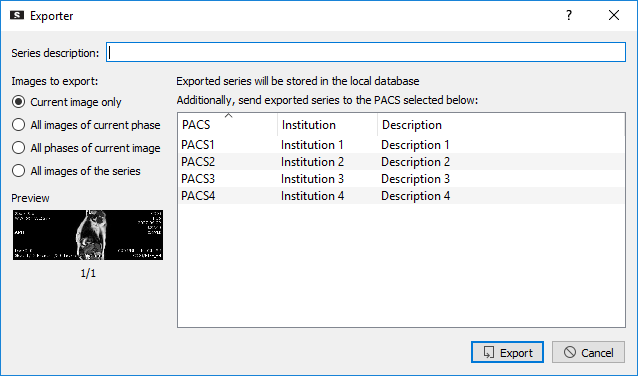 Exporter
Series description:
Images to export:
Current image only
All images of current phase
All phases of current image
All images of the series
Preview
1/1
Exported series will be stored in the local database
Additionally, send exported series to the PACS selected below:
PACS Institution Description
PACS1 Institution 1 Description 1
PACS2 Institution 2 Description 2
PACS3 Institution 3 Description 3
PACS4 Institution 4 Description 4
Export Cancel